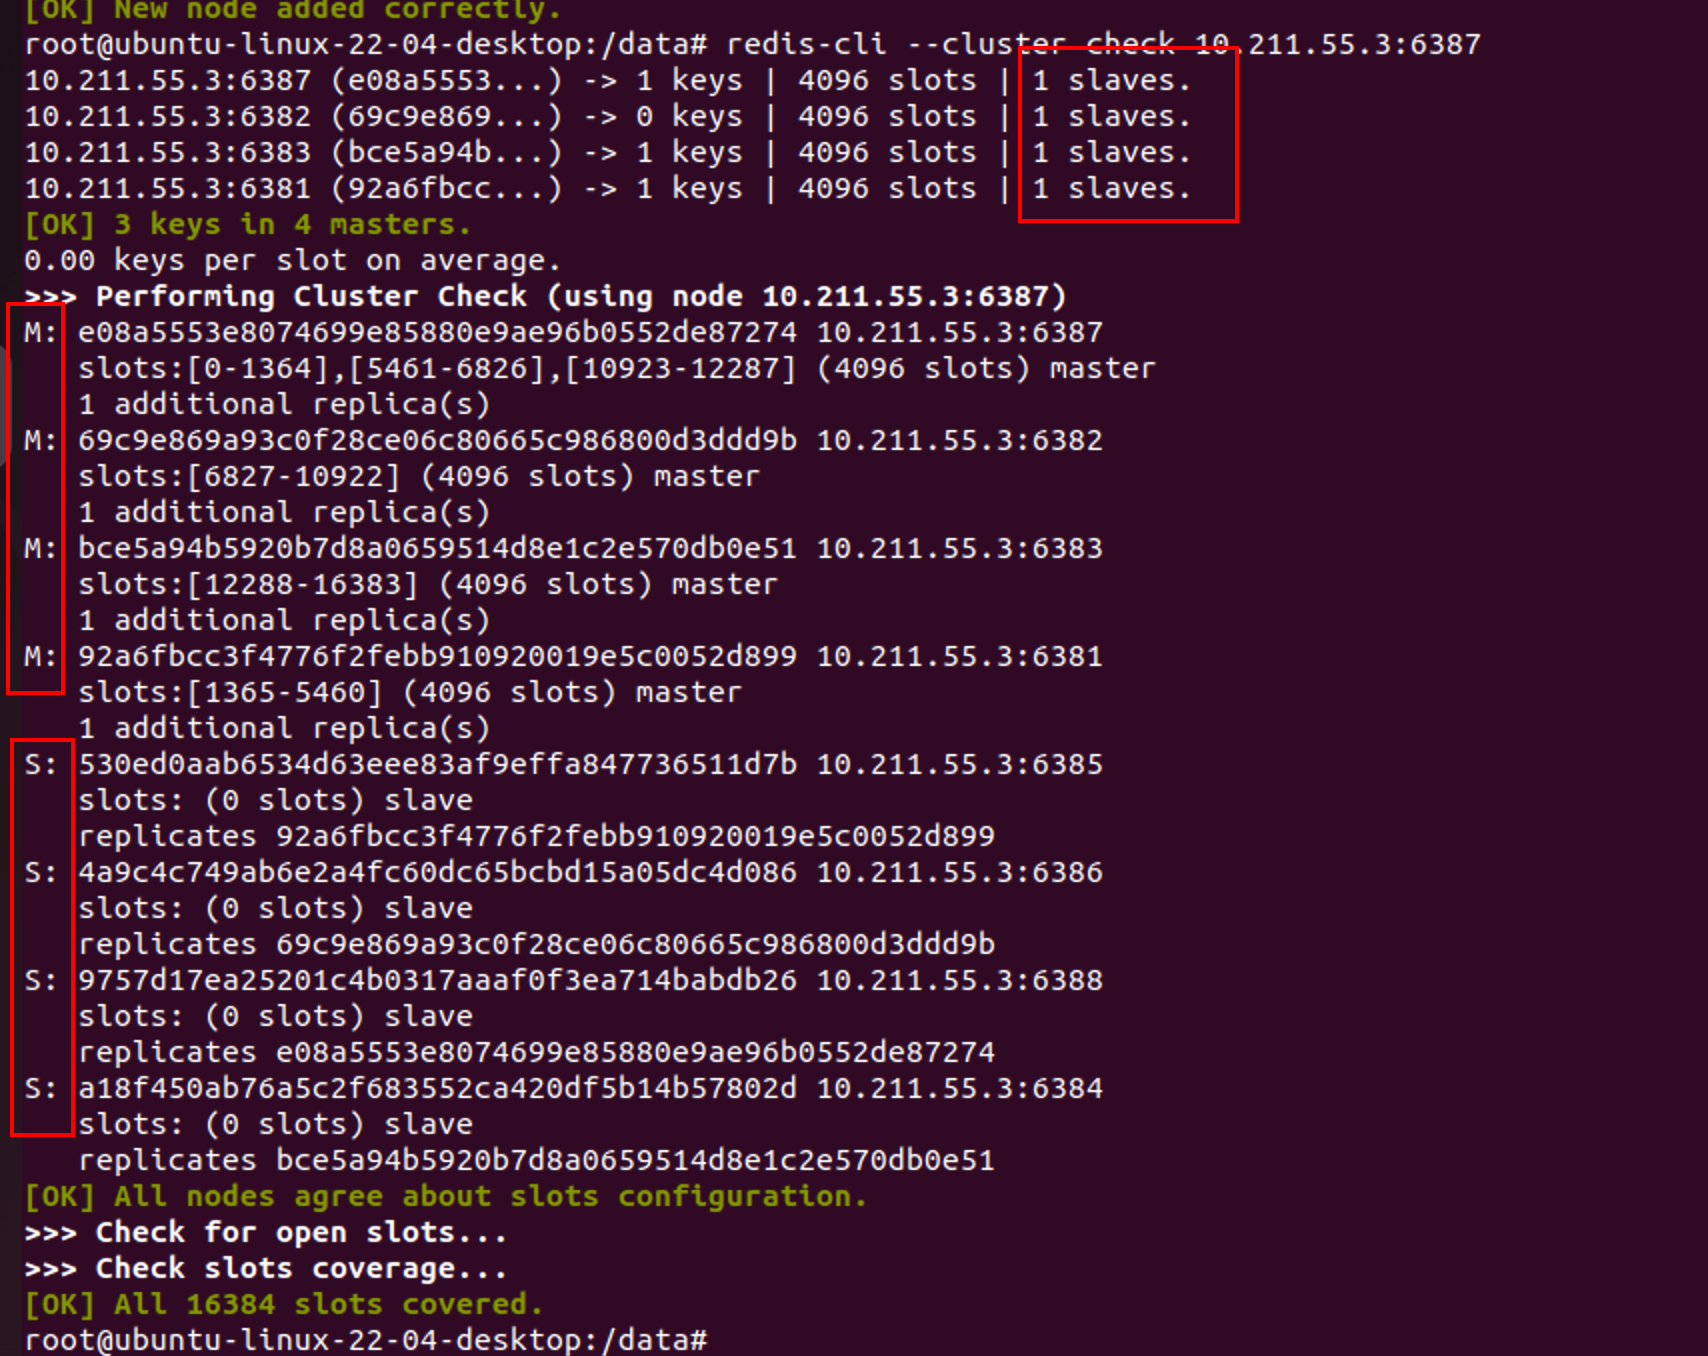 [OK] New node added correctly.
root@ubuntu-linux-22-04-desktop:/data# redis-cli --cluster check 10.211.55.3:6387
10.211.55.3:6387 (e08a5553...) -> 1 keys | 4096 slots | 1 slaves.
10.211.55.3:6382 (69c9e869...) -> 0 keys | 4096 slots | 1 slaves.
10.211.55.3:6383 (bce5a94b...) -> 1 keys | 4096 slots | 1 slaves.
10.211.55.3:6381 (92a6fbcc...) -> 1 keys | 4096 slots | 1 slaves.
[OK] 3 keys in 4 masters.
0.00 keys per slot on average.
>>> Performing Cluster Check (using node 10.211.55.3:6387)
M: e08a5553e8074699e85880e9ae96b0552de87274 10.211.55.3:6387
slots:[0-1364],[5461-6826],[10923-12287] (4096 slots) master
1 additional replica(s)
M: 69c9e869a93c0f28ce06c80665c986800d3ddd9b 10.211.55.3:6382
slots:[6827-10922] (4096 slots) master
1 additional replica(s)
M: bce5a94b5920b7d8a0659514d8e1c2e570db0e51 10.211.55.3:6383
slots:[12288-16383] (4096 slots) master
1 additional replica(s)
M: 92a6fbcc3f4776f2febb910920019e5c0052d899 10.211.55.3:6381
slots:[1365-5460] (4096 slots) master
1 additional replica(s)
S: 530ed0aab6534d63eee83af9effa847736511d7b 10.211.55.3:6385
slots: (0 slots) slave
replicates 92a6fbcc3f4776f2febb910920019e5c0052d899
S: 4a9c4c749ab6e2a4fc60dc65bcbd15a05dc4d086 10.211.55.3:6386
slots: (0 slots) slave
replicates 69c9e869a93c0f28ce06c80665c986800d3ddd9b
S: 9757d17ea25201c4b0317aaaf0f3ea714babdb26 10.211.55.3:6388
slots: (0 slots) slave
replicates e08a5553e8074699e85880e9ae96b0552de87274
S: a18f450ab76a5c2f683552ca420df5b14b57802d 10.211.55.3:6384
slots: (0 slots) slave
replicates bce5a94b5920b7d8a0659514d8e1c2e570db0e51
[OK] All nodes agree about slots configuration.
>>> Check for open slots...
>>> Check slots coverage...
[OK] All 16384 slots covered.
root@ubuntu-linux-22-04-desktop:/data#